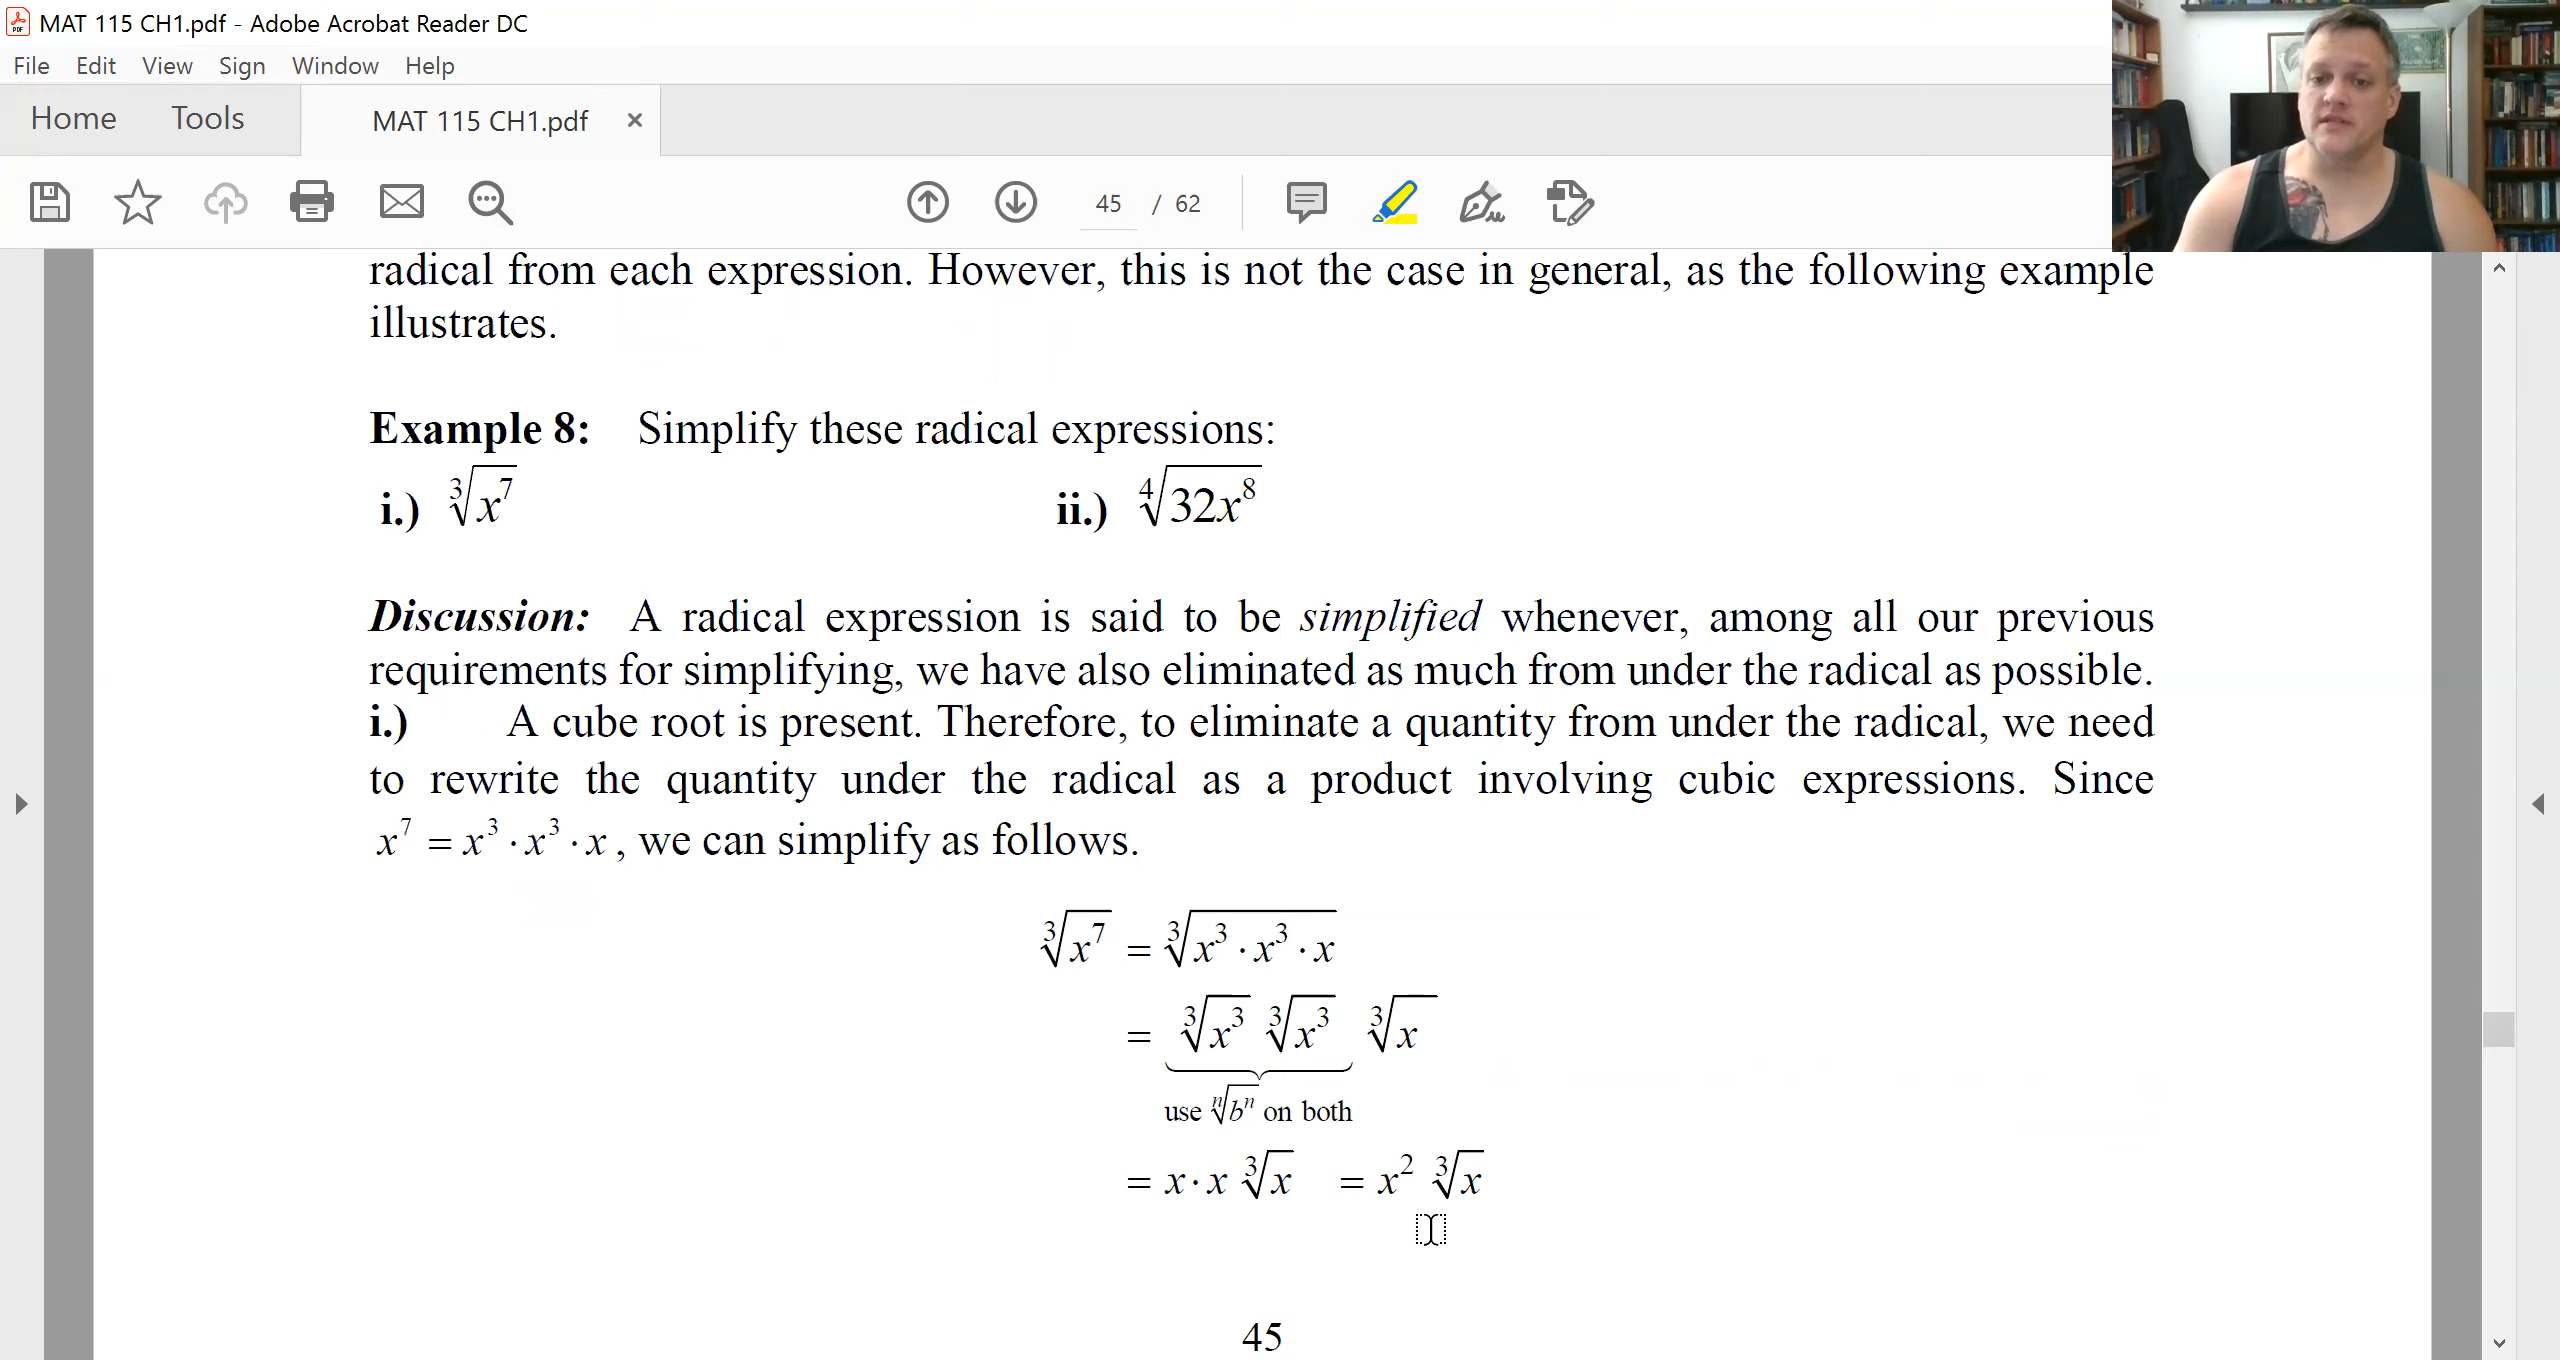 MAT 115 CH1.pdf - Adobe Acrobat Reader DC
File Edit View Sign Window Help
Home Tools MAT 115 CH1.pdf ×
45 / 62
radical from each expression. However, this is not the case in general, as the following example
illustrates.
Example 8: Simplify these radical expressions:
i.) ∛(x⁷) ii.) ∜(32x⁸)
Discussion: A radical expression is said to be simplified whenever, among all our previous
requirements for simplifying, we have also eliminated as much from under the radical as possible.
i.) A cube root is present. Therefore, to eliminate a quantity from under the radical, we need
to rewrite the quantity under the radical as a product involving cubic expressions. Since
x⁷ = x³ · x³ · x, we can simplify as follows.
∛(x⁷) = ∛(x³ · x³ · x)
= ∛(x³) ∛(x³) ∛x
use ⁿ√(bⁿ) on both
= x · x ∛x = x² ∛x
45